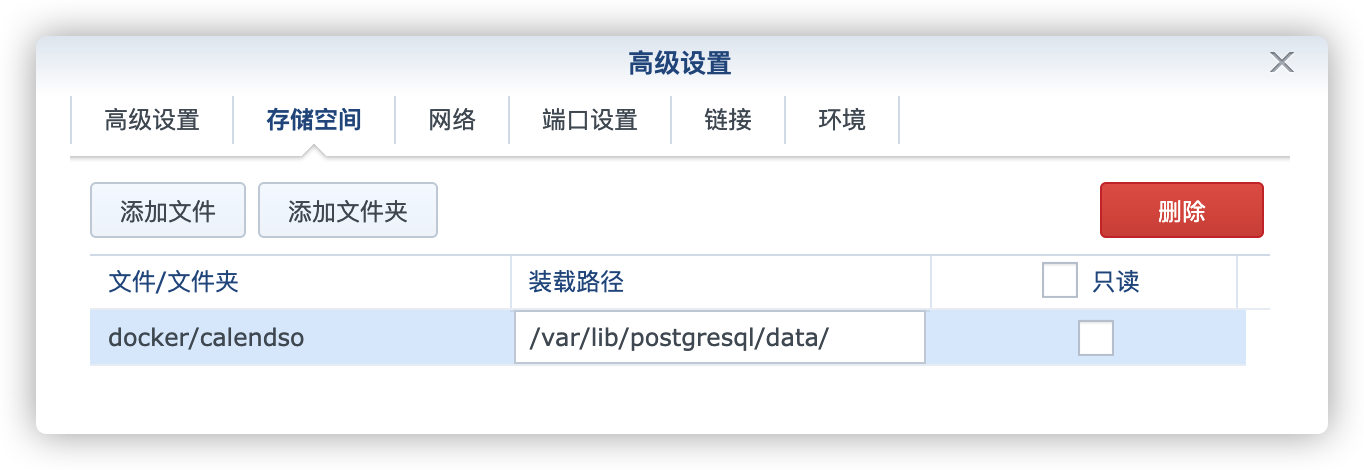 高级设置
高级设置 存储空间 网络 端口设置 链接 环境
添加文件 添加文件夹 删除
文件/文件夹 装载路径 只读
docker/calendso /var/lib/postgresql/data/